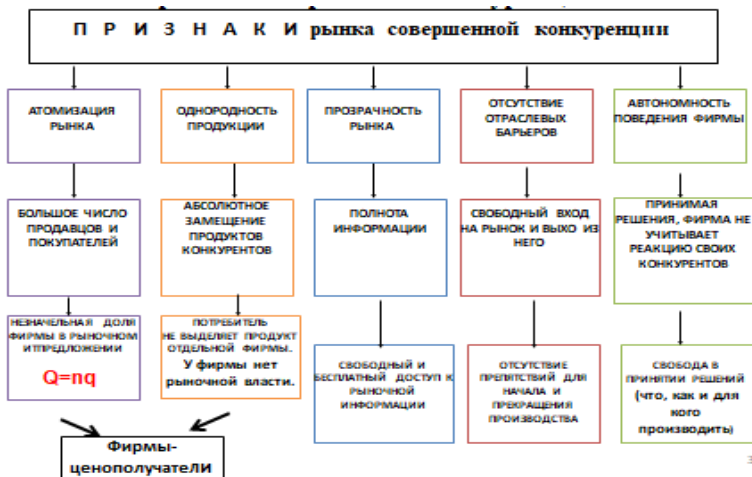 П Р И З Н А К И рынка совершенной конкуренции
АТОМИЗАЦИЯ
РЫНКА
ОДНОРОДНОСТЬ
ПРОДУКЦИИ
ПРОЗРАЧНОСТЬ
РЫНКА
ОТСУТСТВИЕ
ОТРАСЛЕВЫХ
БАРЬЕРОВ
АВТОНОМНОСТЬ
ПОВЕДЕНИЯ ФИРМЫ
БОЛЬШОЕ ЧИСЛО
ПРОДАВЦОВ И
ПОКУПАТЕЛЕЙ
АБСОЛЮТНОЕ
ЗАМЕЩЕНИЕ
ПРОДУКТОВ
КОНКУРЕНТОВ
ПОЛНОТА
ИНФОРМАЦИИ
СВОБОДНЫЙ ВХОД
НА РЫНОК И ВЫХО ИЗ
НЕГО
ПРИНИМАЯ
РЕШЕНИЯ, ФИРМА НЕ
УЧИТЫВАЕТ
РЕАКЦИЮ СВОИХ
КОНКУРЕНТОВ
НЕЗНАЧЕЛЬНАЯ ДОЛЯ
ФИРМЫ В РЫНОЧНОМ
ИТПРЕДЛОЖЕНИИ
Q=nq
ПОТРЕБИТЕЛЬ
НЕ ВЫДЕЛЯЕТ ПРОДУКТ
ОТДЕЛЬНОЙ ФИРМЫ.
У фирмы нет
рыночной власти.
СВОБОДНЫЙ И
БЕСПЛАТНЫЙ ДОСТУП К
РЫНОЧНОЙ
ИНФОРМАЦИИ
ОТСУТСТВИЕ
ПРЕПЯТСТВИЙ ДЛЯ
НАЧАЛА И
ПРЕКРАЩЕНИЯ
ПРОИЗВОДСТВА
СВОБОДА В
ПРИНЯТИИ РЕШЕНИЙ
(что, как и для
кого
производить)
Фирмы-
ценополучатеЛИ
3